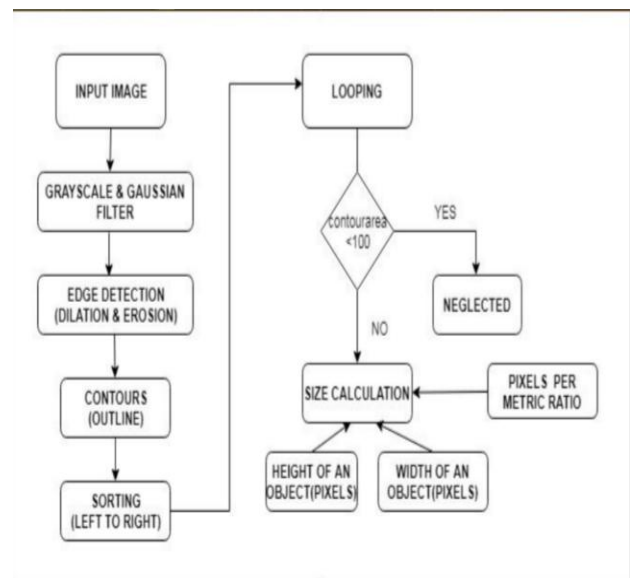 INPUT IMAGE
GRAYSCALE & GAUSSIAN
FILTER
EDGE DETECTION
(DILATION & EROSION)
CONTOURS
(OUTLINE)
SORTING
(LEFT TO RIGHT)
LOOPING
contourarea
<100
YES
NEGLECTED
NO
SIZE CALCULATION
PIXELS PER
METRIC RATIO
HEIGHT OF AN
OBJECT(PIXELS)
WIDTH OF AN
OBJECT(PIXELS)